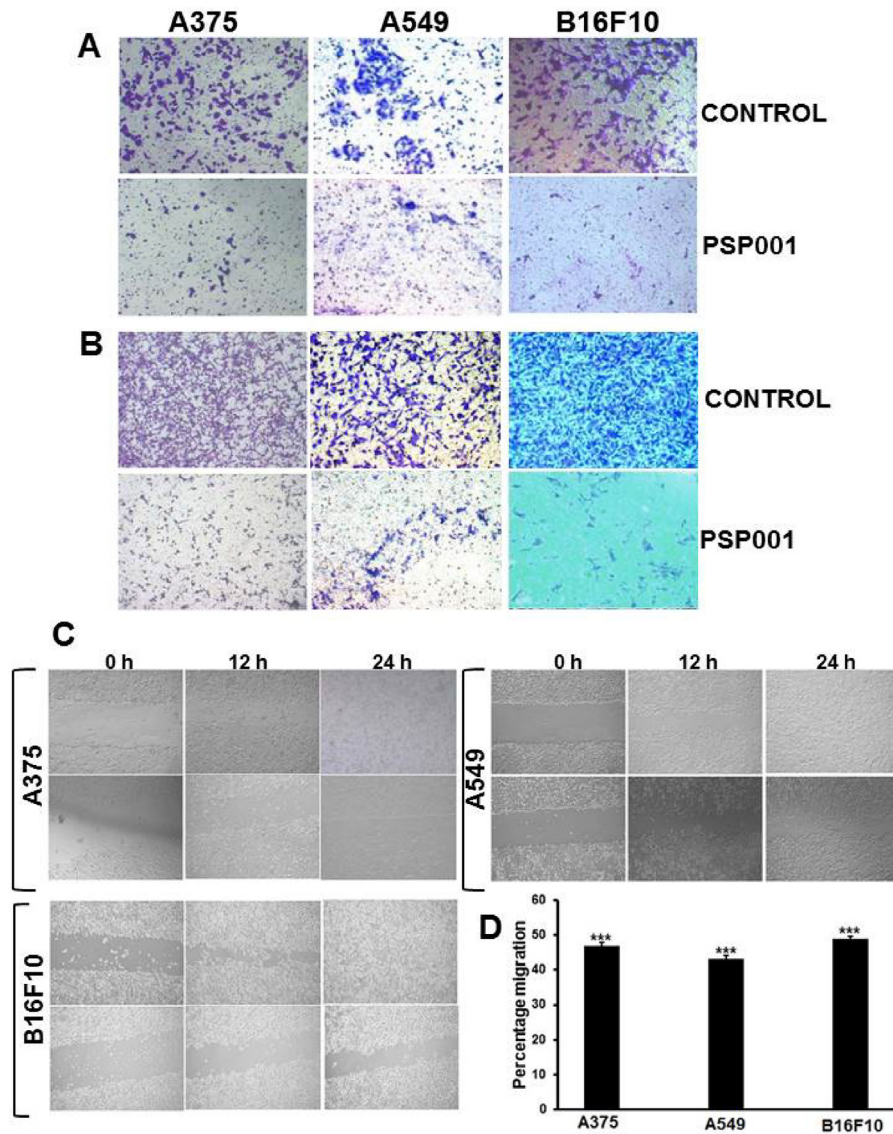 A375 A549 B16F10
A
CONTROL
PSP001
B
CONTROL
PSP001
C
0 h 12 h 24 h
A375
0 h 12 h 24 h
A549
B16F10
D
Percentage migration
60
50
40
30
20
10
0
*** *** ***
A375 A549 B16F10